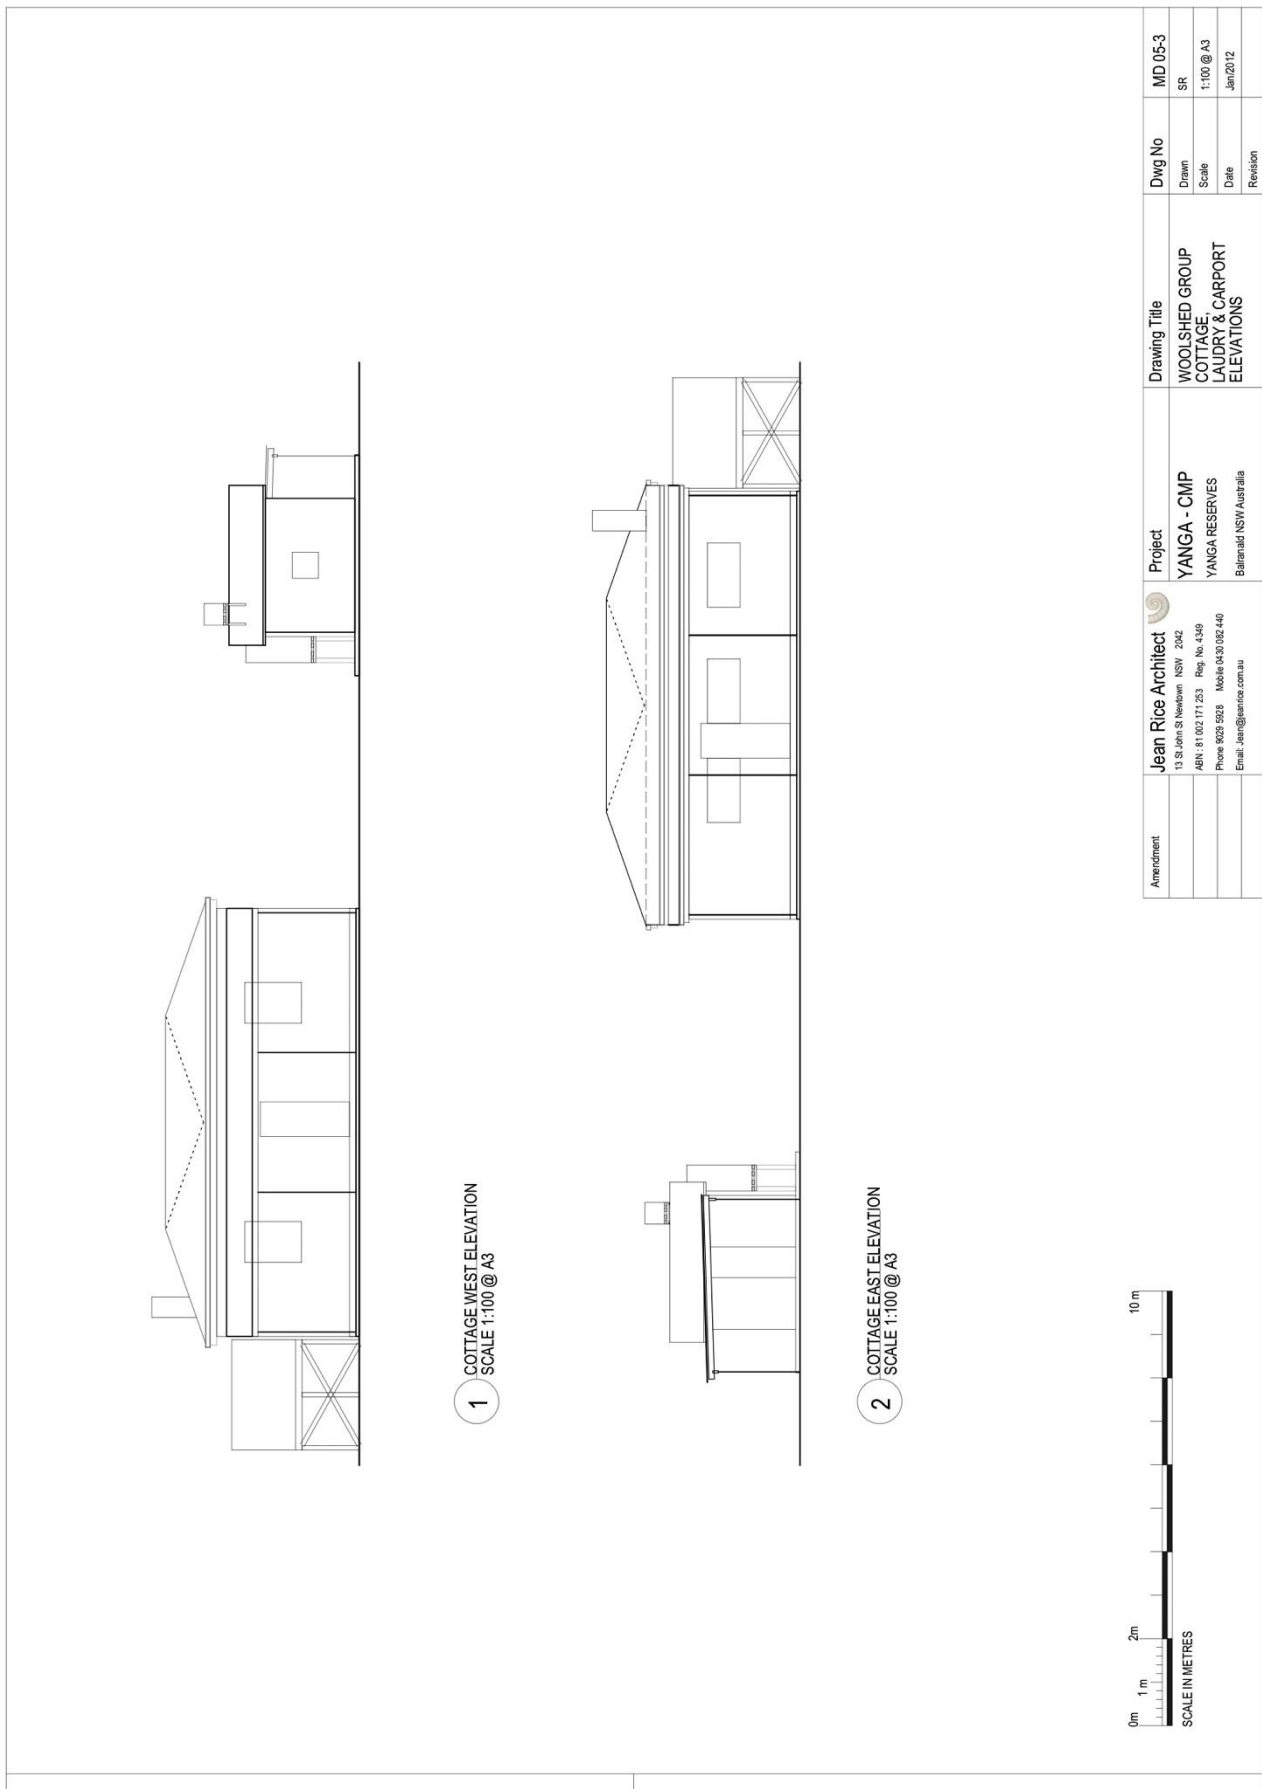 1
COTTAGE WEST ELEVATION
SCALE 1:100 @ A3
2
COTTAGE EAST ELEVATION
SCALE 1:100 @ A3
0m
1 m
2m
10 m
SCALE IN METRES
Amendment
Jean Rice Architect
13 St John St Newtown NSW 2042
ABN : 81 002 171 253 Reg. No. 4349
Phone 9029 5928 Mobile 0430 082 440
Email: Jean@jeanrice.com.au
Project
YANGA - CMP
YANGA RESERVES
Balranald NSW Australia
Drawing Title
WOOLSHED GROUP
COTTAGE,
LAUDRY & CARPORT
ELEVATIONS
Dwg No MD 05-3
Drawn SR
Scale 1:100 @ A3
Date Jan/2012
Revision